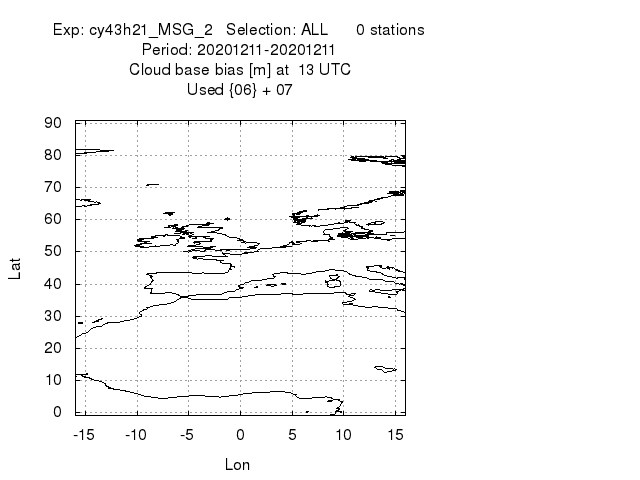 Exp: cy43h21_MSG_2 Selection: ALL 0 stations
Period: 20201211-20201211
Cloud base bias [m] at 13 UTC
Used {06} + 07
90
80
70
60
50
40
30
20
10
0
Lat
-15 -10 -5 0 5 10 15
Lon